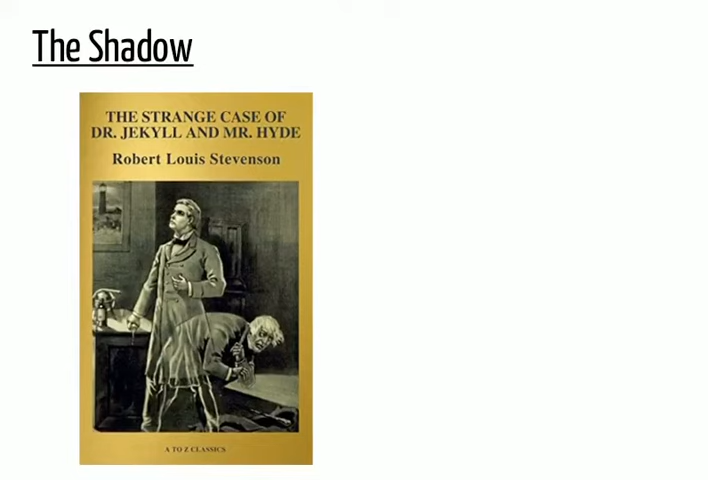 The Shadow
THE STRANGE CASE OF
DR. JEKYLL AND MR. HYDE
Robert Louis Stevenson
A TO Z CLASSICS